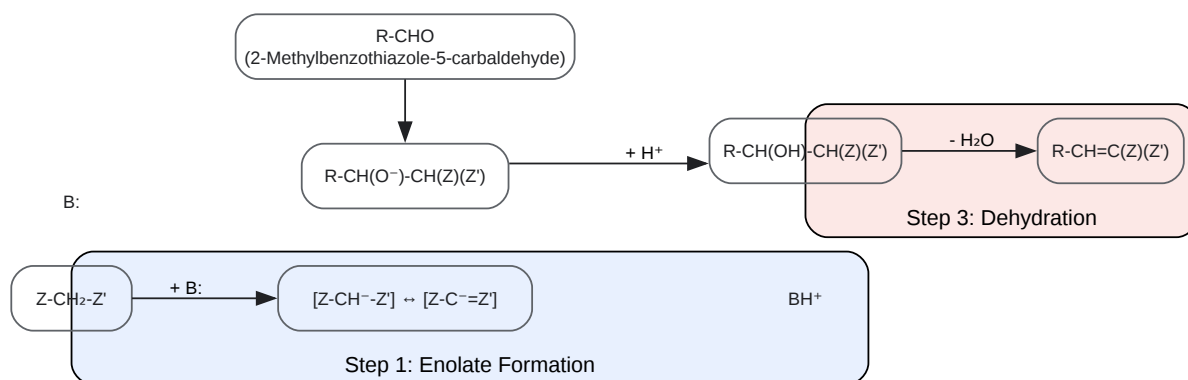 R-CHO
(2-Methylbenzothiazole-5-carbaldehyde)
R-CH(O⁻)-CH(Z)(Z')
+ H⁺
R-CH(OH)-CH(Z)(Z')
- H₂O
R-CH=C(Z)(Z')
Step 3: Dehydration
B:
Z-CH₂-Z'
+ B:
[Z-CH⁻-Z'] ↔ [Z-C⁻=Z']
BH⁺
Step 1: Enolate Formation